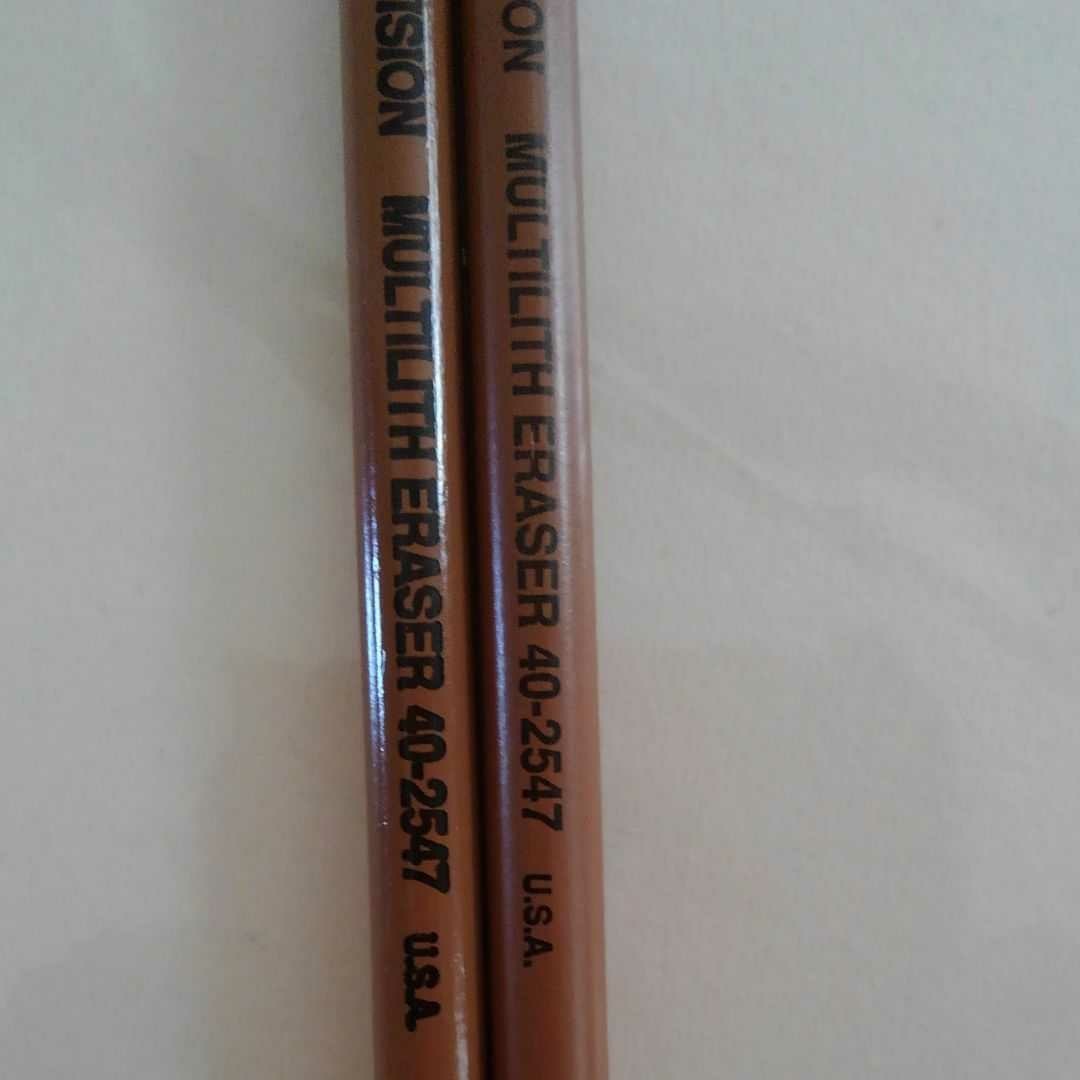 ISION MULTILITH ERASER 40-2547 U.S.A.
ON MULTILITH ERASER 40-2547 U.S.A.